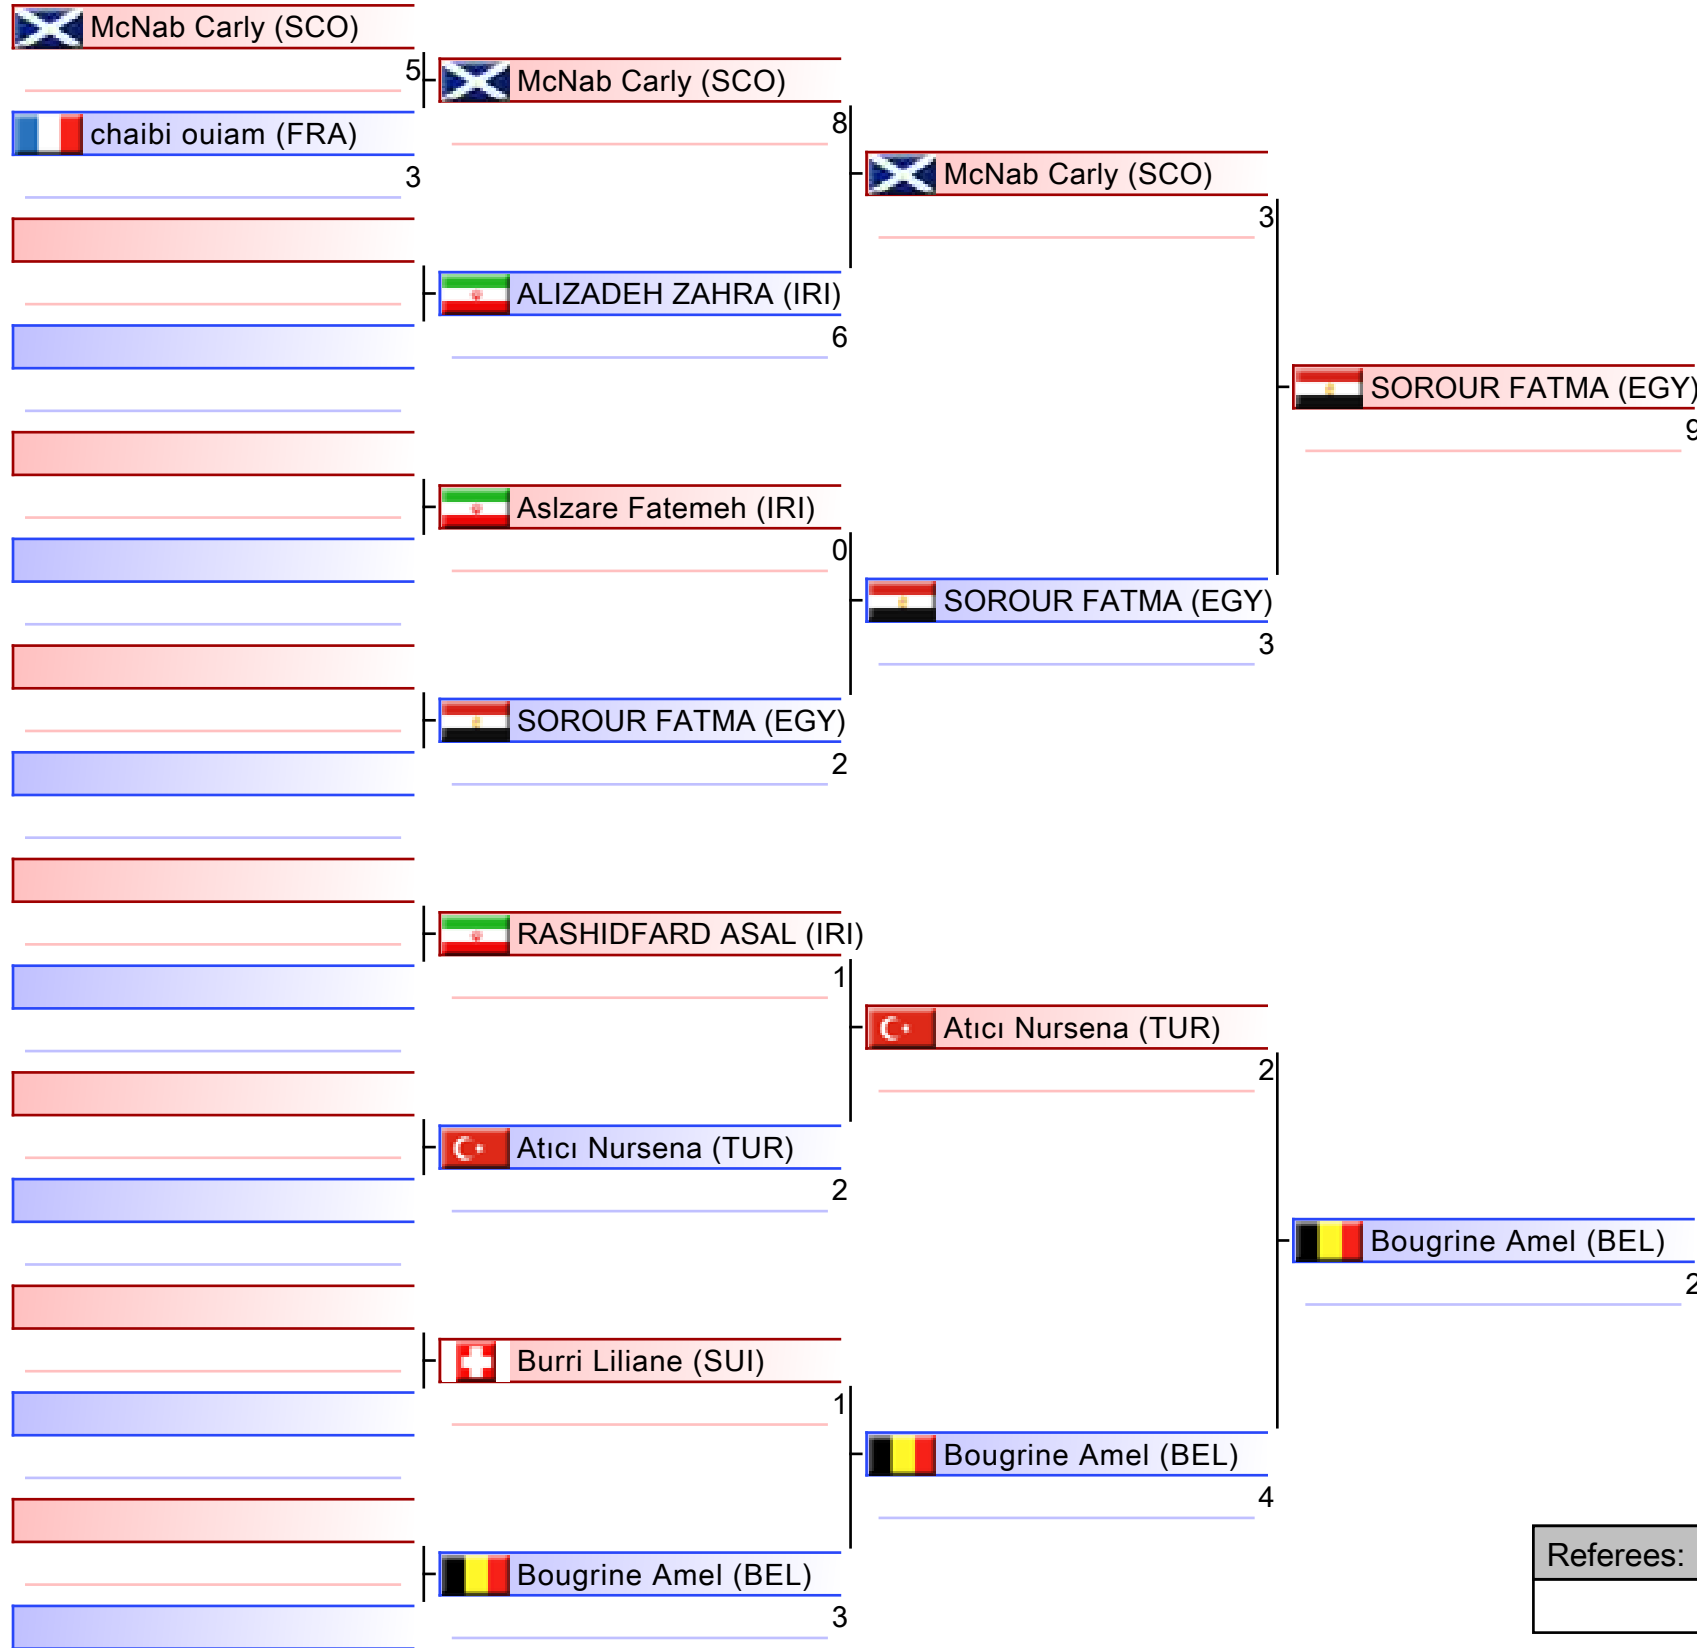 McNab Carly (SCO)
5
chaibi ouiam (FRA)
3
McNab Carly (SCO)
8
ALIZADEH ZAHRA (IRI)
6
Aslzare Fatemeh (IRI)
0
SOROUR FATMA (EGY)
2
RASHIDFARD ASAL (IRI)
1
Atıcı Nursena (TUR)
2
Burri Liliane (SUI)
1
Bougrine Amel (BEL)
3
McNab Carly (SCO)
3
SOROUR FATMA (EGY)
3
Atıcı Nursena (TUR)
2
Bougrine Amel (BEL)
4
SOROUR FATMA (EGY)
9
Bougrine Amel (BEL)
2
Referees: